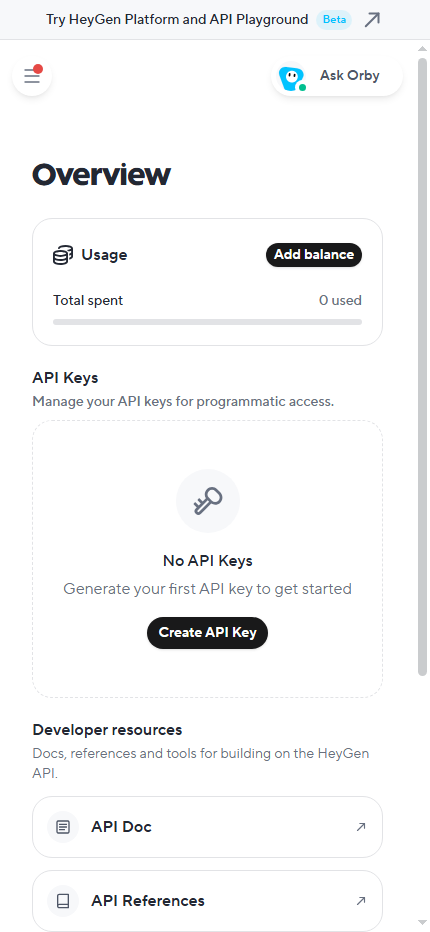 Try HeyGen Platform and API Playground Beta
Ask Orby
Overview
Usage Add balance
Total spent 0 used
API Keys
Manage your API keys for programmatic access.
No API Keys
Generate your first API key to get started
Create API Key
Developer resources
Docs, references and tools for building on the HeyGen
API.
API Doc
API References